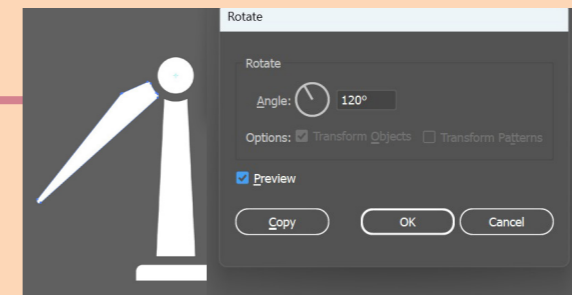 Rotate
Rotate
Angle: 120°
Options: Transform Objects Transform Patterns
Preview
Copy OK Cancel